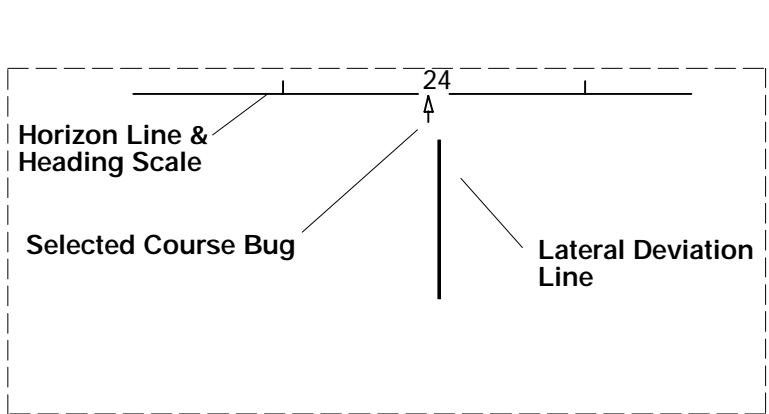 24
Horizon Line &
Heading Scale
Selected Course Bug
Lateral Deviation
Line